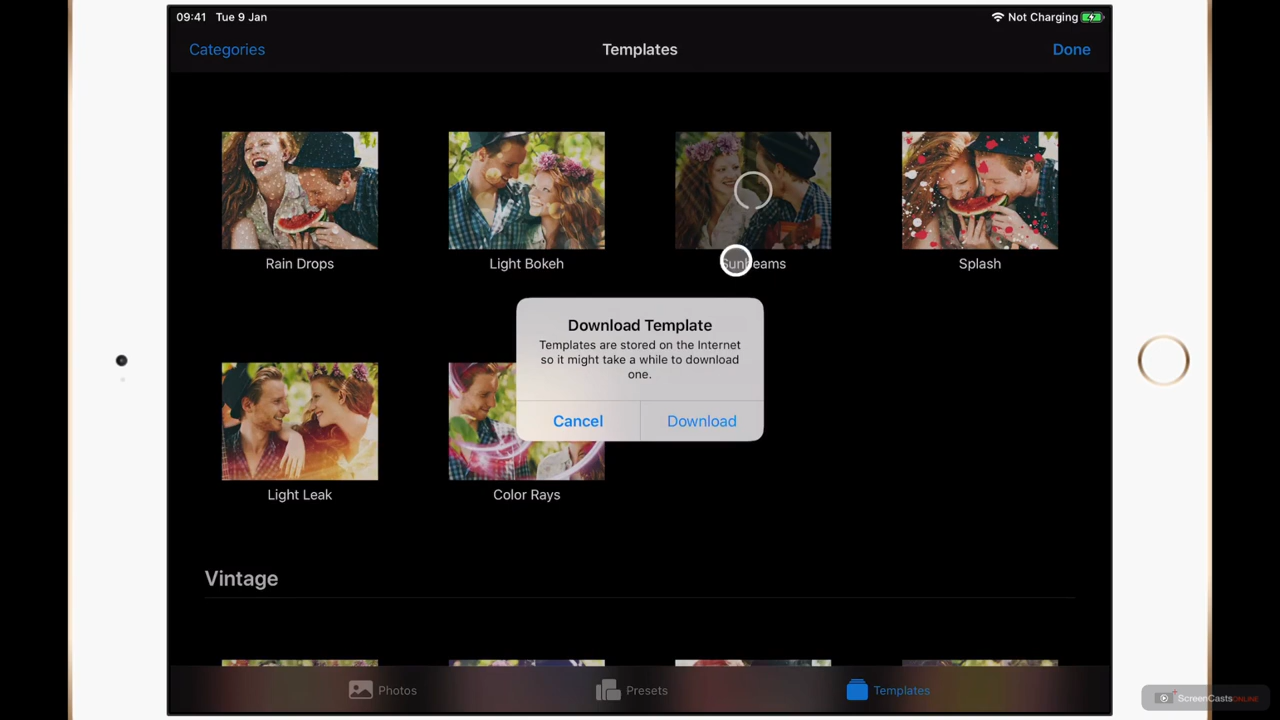 09:41 Tue 9 Jan
Not Charging
Categories
Templates
Done
Rain Drops
Light Bokeh
Sunbeams
Splash
Download Template
Templates are stored on the Internet
so it might take a while to download
one.
Cancel
Download
Light Leak
Color Rays
Vintage
Photos
Presets
Templates
ScreenCastsONLINE